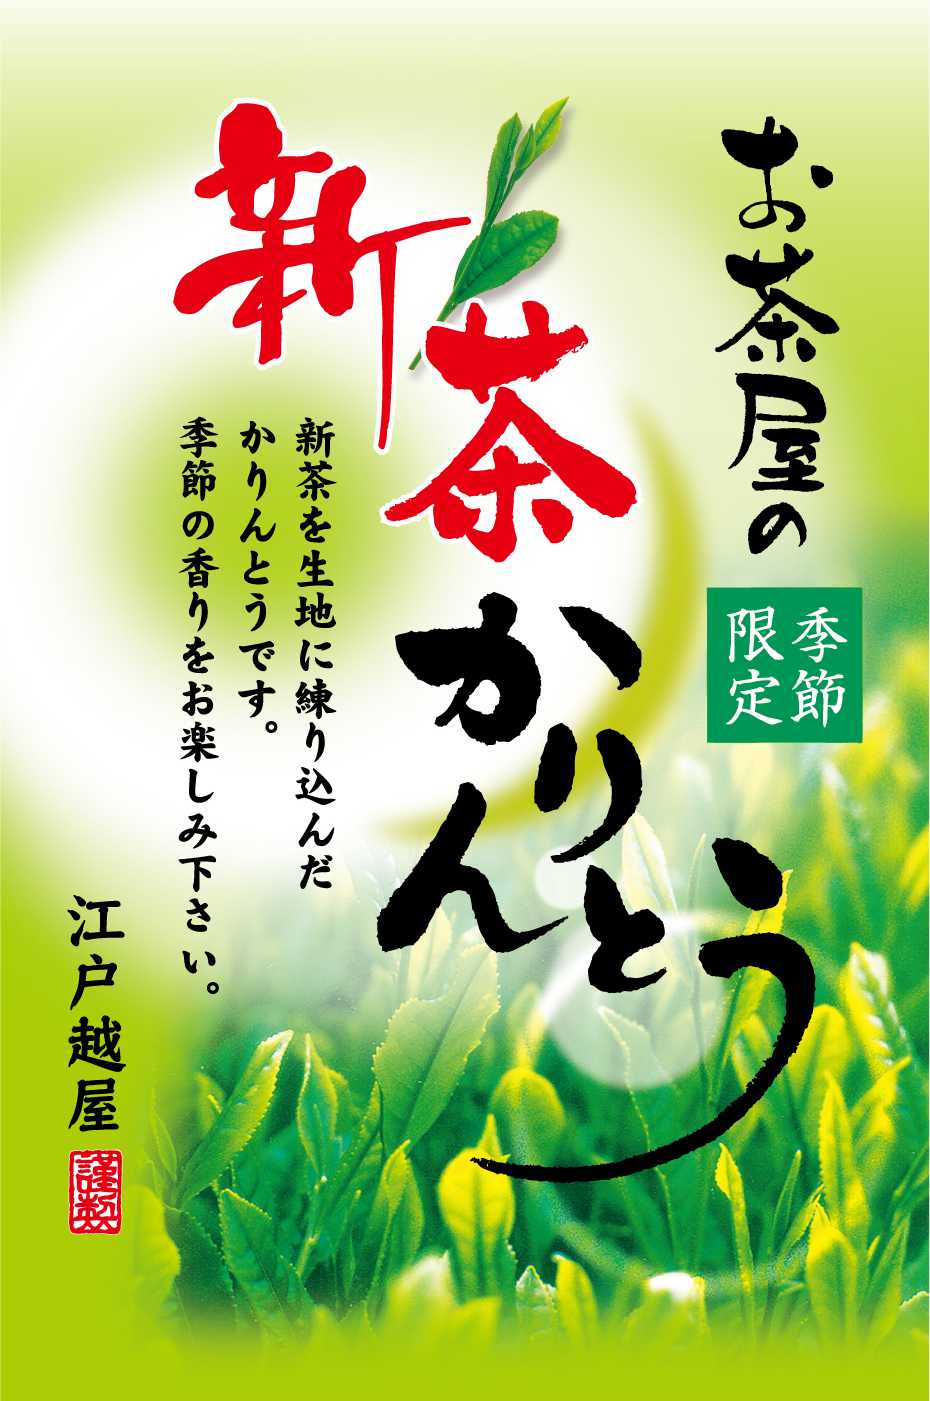 お茶屋の
季節
限定
新茶
かりんとう
新茶を生地に練り込んだ
かりんとうです。
季節の香りをお楽しみ下さい。
江戸越屋
謹製